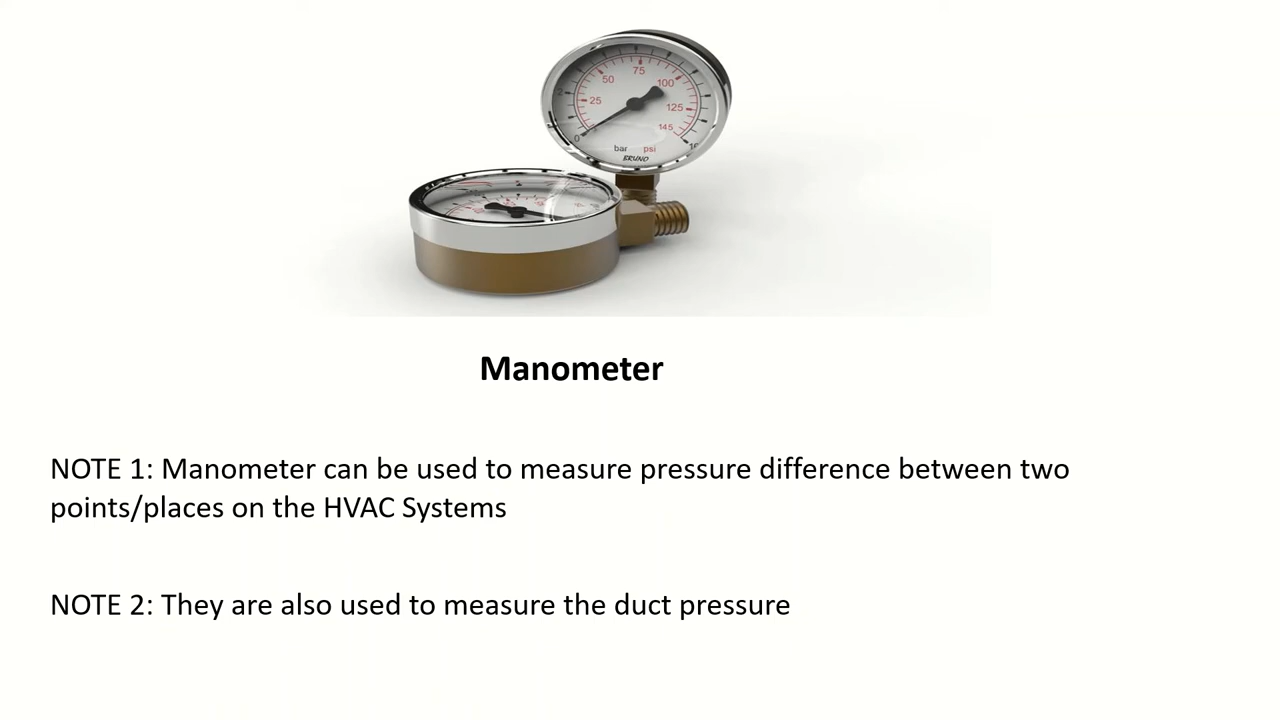 75
50
100
2
25
125
145
0
bar psi
BRUNO
Manometer
NOTE 1: Manometer can be used to measure pressure difference between two
points/places on the HVAC Systems
NOTE 2: They are also used to measure the duct pressure